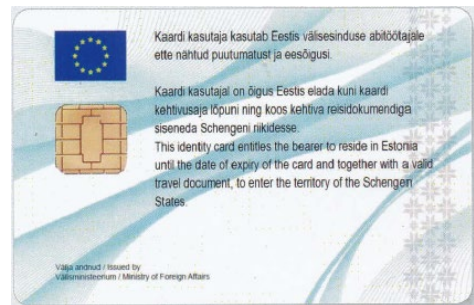 Kaardi kasutaja kasutab Eestis välisesinduse abitöötajale
ette nähtud puutumatust ja eesõigusi.
Kaardi kasutajal on õigus Eestis elada kuni kaardi
kehtivusaja lõpuni ning koos kehtiva reisidokumendiga
siseneda Schengeni riikidesse.
This identity card entitles the bearer to reside in Estonia
until the date of expiry of the card and together with a valid
travel document, to enter the territory of the Schengen
States.
Välja andnud / Issued by
Välisministeerium / Ministry of Foreign Affairs